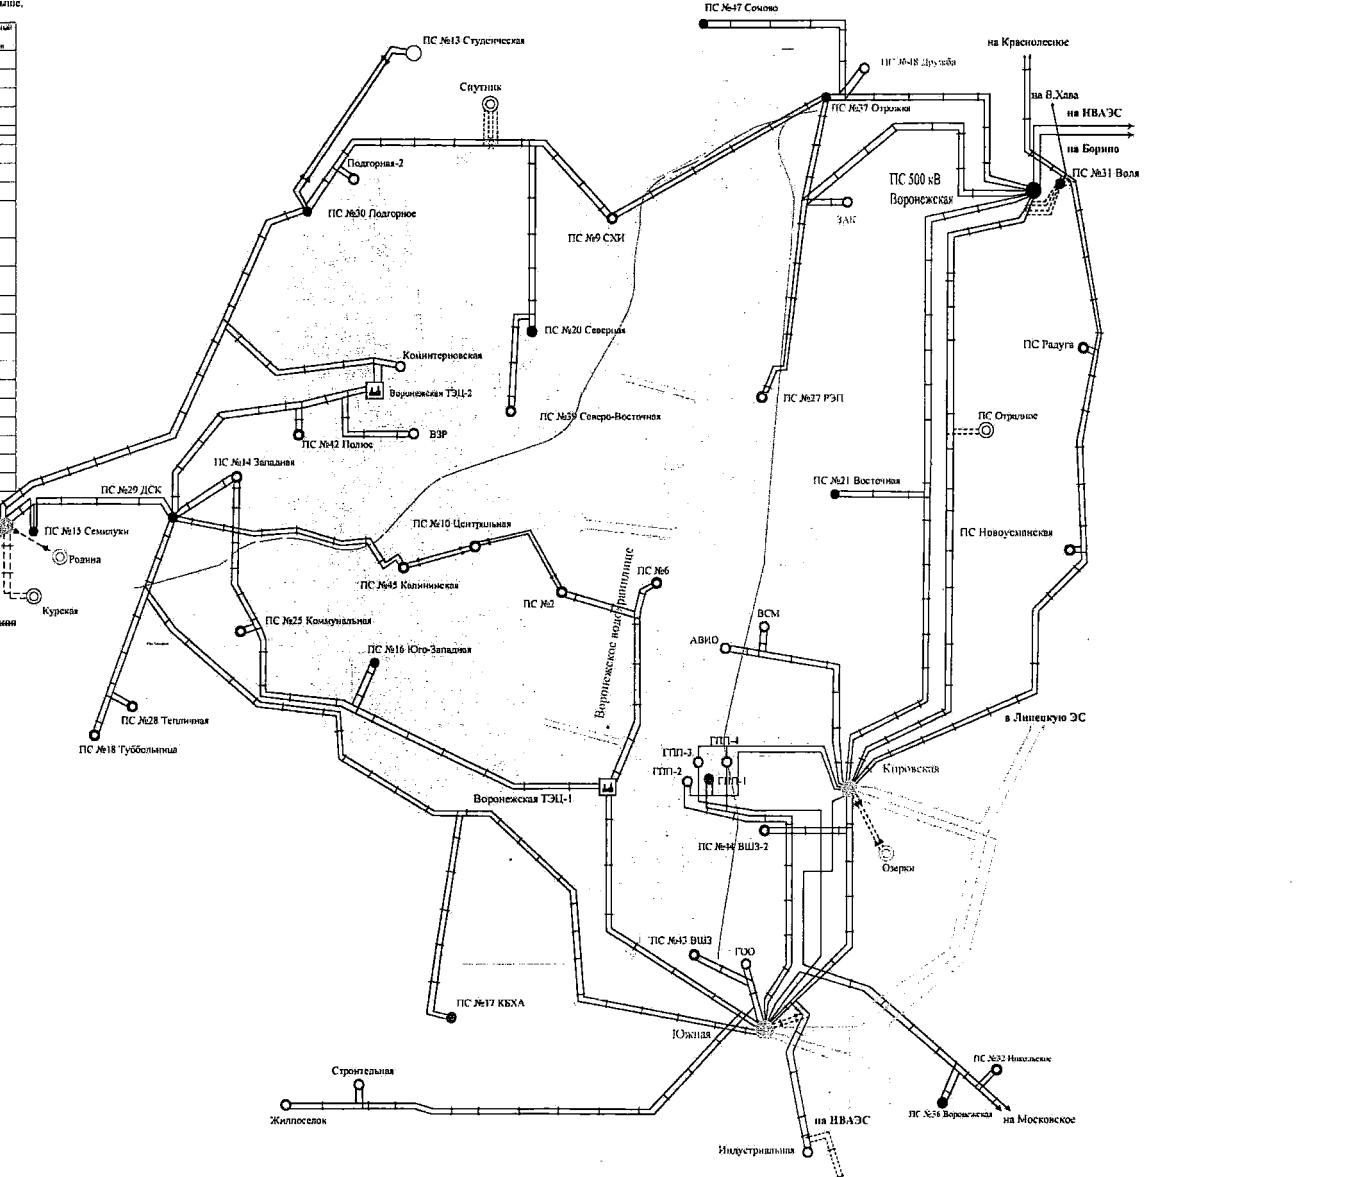 ПС №47 Сомово
ПС №13 Студенческая
на Краснолесное
ПС №48 Дружба
Спутник
на В.Хава
ПС №37 Отрожка
на НВАЭС
на Борино
Подгорная-2
ПС 500 кВ
Воронежская
ПС №31 Воля
ПС №30 Подгорное
ЗАК
ПС №9 СХИ
ПС №20 Северная
ПС Радуга
Коминтерновская
Воронежская ТЭЦ-2
ПС №27 РЭП
ПС №39 Северо-Восточная
ПС Отрадное
ВЗР
ПС №42 Полюс
ПС №14 Западная
ПС №21 Восточная
ПС №29 ДСК
ПС №10 Центральная
ПС №15 Семилуки
ПС Новоусманская
Родина
ПС №6
ПС №45 Калининская
ПС №2
Курская
ВСМ
ПС №25 Коммунальная
АВИО
ПС №16 Юго-Западная
Воронежское водохранилище
ПС №28 Тепличная
в Липецкую ЭС
ПС №18 Туббольница
ГПП-4
ГПП-3
Кировская
ГПП-2
ГПП-1
Воронежская ТЭЦ-1
ПС №44 ВШЗ-2
Озерки
ПС №43 ВШЗ
ГОО
ПС №17 КБХА
Южная
ПС №32 Никольское
Строительная
ПС №36 Воронежская
Жилпоселок
на НВАЭС
на Московское
Индустриальная